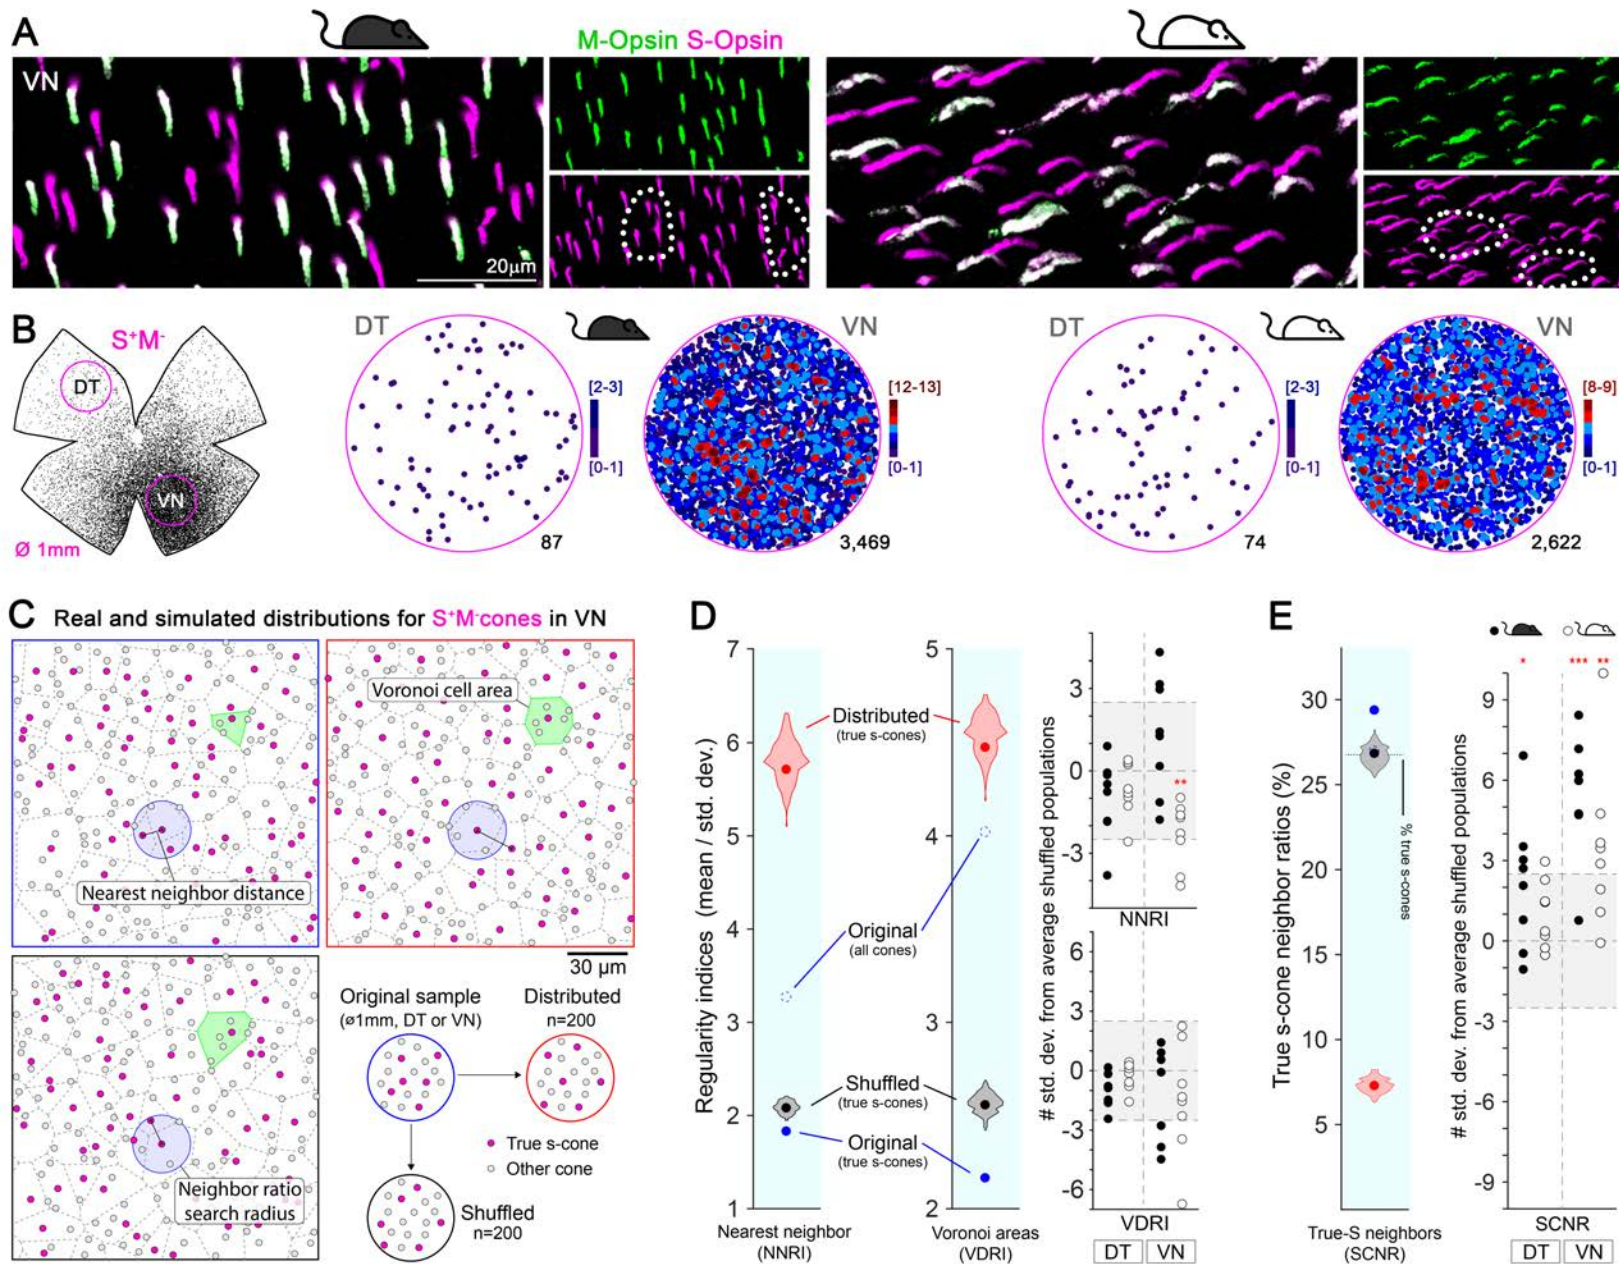 A
M-Opsin S-Opsin
VN
20µm
B
S⁺M⁻
DT
VN
Ø 1mm
DT
[2-3]
[0-1]
87
VN
[12-13]
[0-1]
3,469
DT
[2-3]
[0-1]
74
VN
[8-9]
[0-1]
2,622
C Real and simulated distributions for S⁺M⁻cones in VN
Voronoi cell area
Nearest neighbor distance
30 µm
Neighbor ratio
search radius
Original sample
(ø1mm, DT or VN)
Distributed
n=200
True s-cone
Other cone
Shuffled
n=200
D
Regularity indices (mean / std. dev.)
7
6
5
4
3
2
1
Nearest neighbor
(NNRI)
Distributed
(true s-cones)
Original
(all cones)
Shuffled
(true s-cones)
Original
(true s-cones)
5
4
3
2
Voronoi areas
(VDRI)
# std. dev. from average shuffled populations
3
0
-3
**
NNRI
6
3
0
-3
-6
VDRI
DT VN
E
True s-cone neighbor ratios (%)
30
25
20
15
10
5
% true s-cones
True-S neighbors
(SCNR)
# std. dev. from average shuffled populations
* *** **
9
6
3
0
-3
-6
-9
SCNR
DT VN